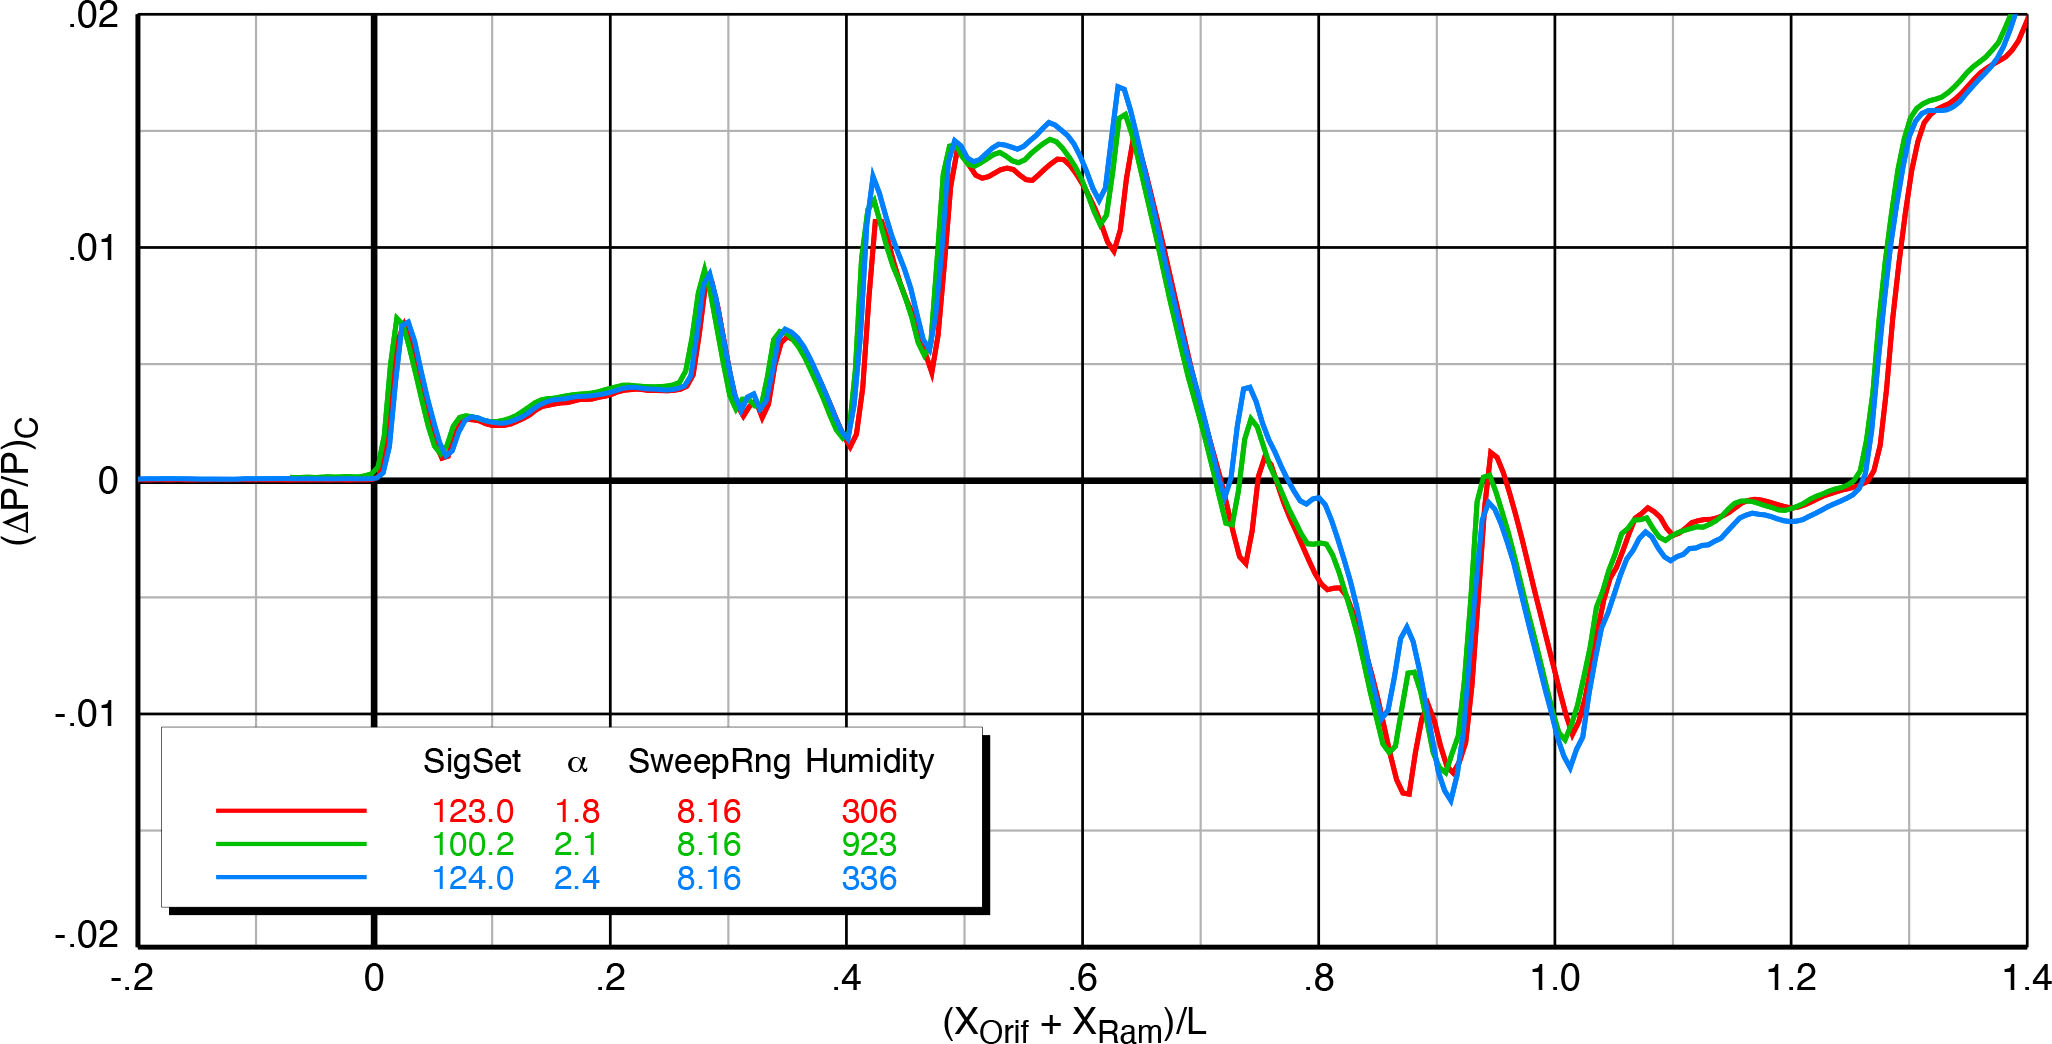 .02
.01
0
-.01
-.02
(ΔP/P)C
SigSet α SweepRng Humidity
123.0 1.8 8.16 306
100.2 2.1 8.16 923
124.0 2.4 8.16 336
-.2 0 .2 .4 .6 .8 1.0 1.2 1.4
(XOrif + XRam)/L